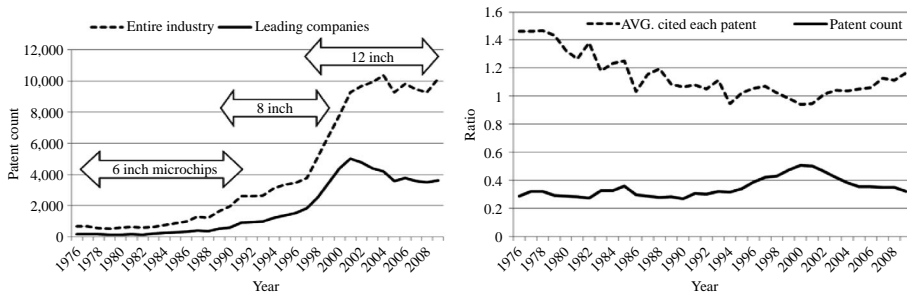 Entire industry Leading companies
12,000
10,000
8,000
6,000
4,000
2,000
0
Patent count
12 inch
8 inch
6 inch microchips
1976 1978 1980 1982 1984 1986 1988 1990 1992 1994 1996 1998 2000 2002 2004 2006 2008
Year
AVG. cited each patent Patent count
1.6
1.4
1.2
1
0.8
0.6
0.4
0.2
0
Ratio
1976 1978 1980 1982 1984 1986 1988 1990 1992 1994 1996 1998 2000 2002 2004 2006 2008
Year